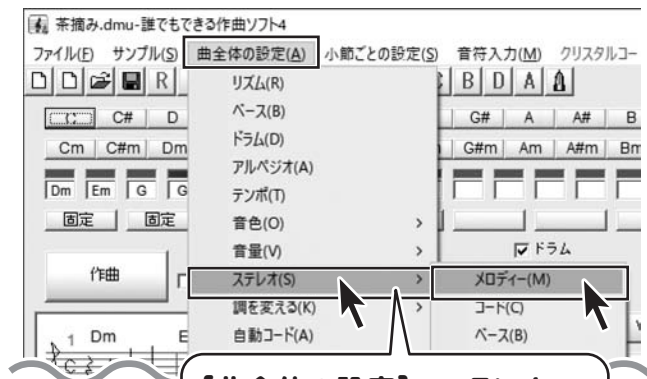 茶摘み.dmu-誰でもできる作曲ソフト4
ファイル(F) サンプル(S) 曲全体の設定(A) 小節ごとの設定(S) 音符入力(M) クリスタルコー
R B D A
C# D G# A A# B
Cm C#m Dm G#m Am A#m Bm
Dm Em G G
固定 固定
作曲
リズム(R)
ベース(B)
ドラム(D)
アルペジオ(A)
テンポ(T)
音色(O) >
音量(V) >
ステレオ(S) >
調を変える(K) >
自動コード(A)
ドラム
メロディー(M)
コード(C)
ベース(B)
1 Dm E
C